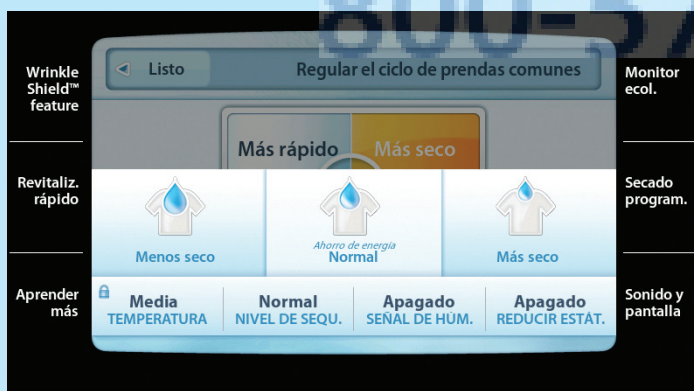 800-57
Wrinkle
Shield™
feature
Listo
Regular el ciclo de prendas comunes
Monitor
ecol.
Más rápido
Más seco
Revitaliz.
rápido
Secado
program.
Menos seco
Ahorro de energía
Normal
Más seco
Aprender
más
Media
TEMPERATURA
Normal
NIVEL DE SEQU.
Apagado
SEÑAL DE HÚM.
Apagado
REDUCIR ESTÁT.
Sonido y
pantalla